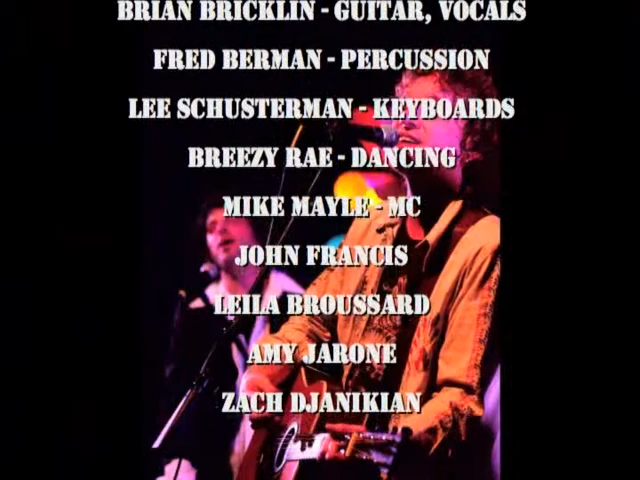 BRIAN BRICKLIN - GUITAR, VOCALS
FRED BERMAN - PERCUSSION
LEE SCHUSTERMAN - KEYBOARDS
BREEZY RAE - DANCING
MIKE MAYLE - MC
JOHN FRANCIS
LEILA BROUSSARD
AMY JARONE
ZACH DJANIKIAN